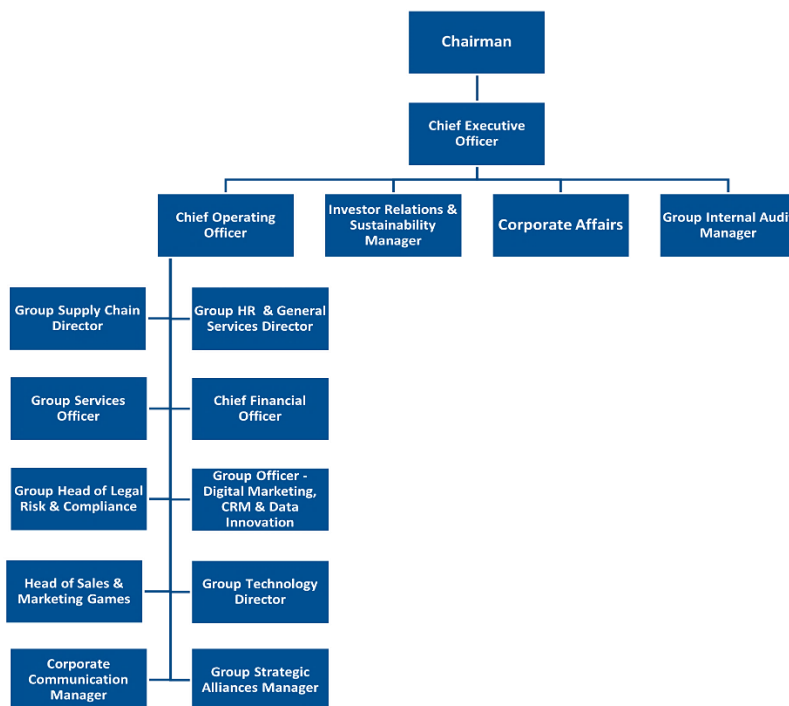 Chairman
Chief Executive
Officer
Chief Operating
Officer
Investor Relations &
Sustainability
Manager
Corporate Affairs
Group Internal Audit
Manager
Group Supply Chain
Director
Group HR & General
Services Director
Group Services
Officer
Chief Financial
Officer
Group Head of Legal
Risk & Compliance
Group Officer -
Digital Marketing,
CRM & Data
Innovation
Head of Sales &
Marketing Games
Group Technology
Director
Corporate
Communication
Manager
Group Strategic
Alliances Manager